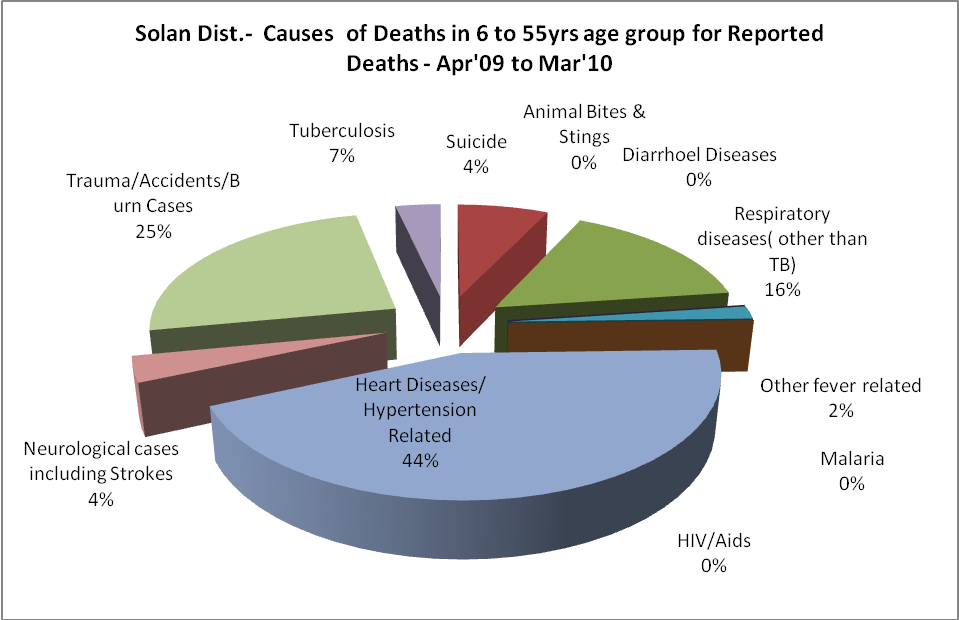 Solan Dist.-  Causes  of Deaths in 6 to 55yrs age group for Reported
Deaths - Apr'09 to Mar'10
Tuberculosis
7%
Suicide
4%
Animal Bites &
Stings
0%
Diarrhoel Diseases
0%
Trauma/Accidents/B
urn Cases
25%
Respiratory
diseases( other than
TB)
16%
Other fever related
2%
Malaria
0%
HIV/Aids
0%
Heart Diseases/
Hypertension
Related
44%
Neurological cases
including Strokes
4%